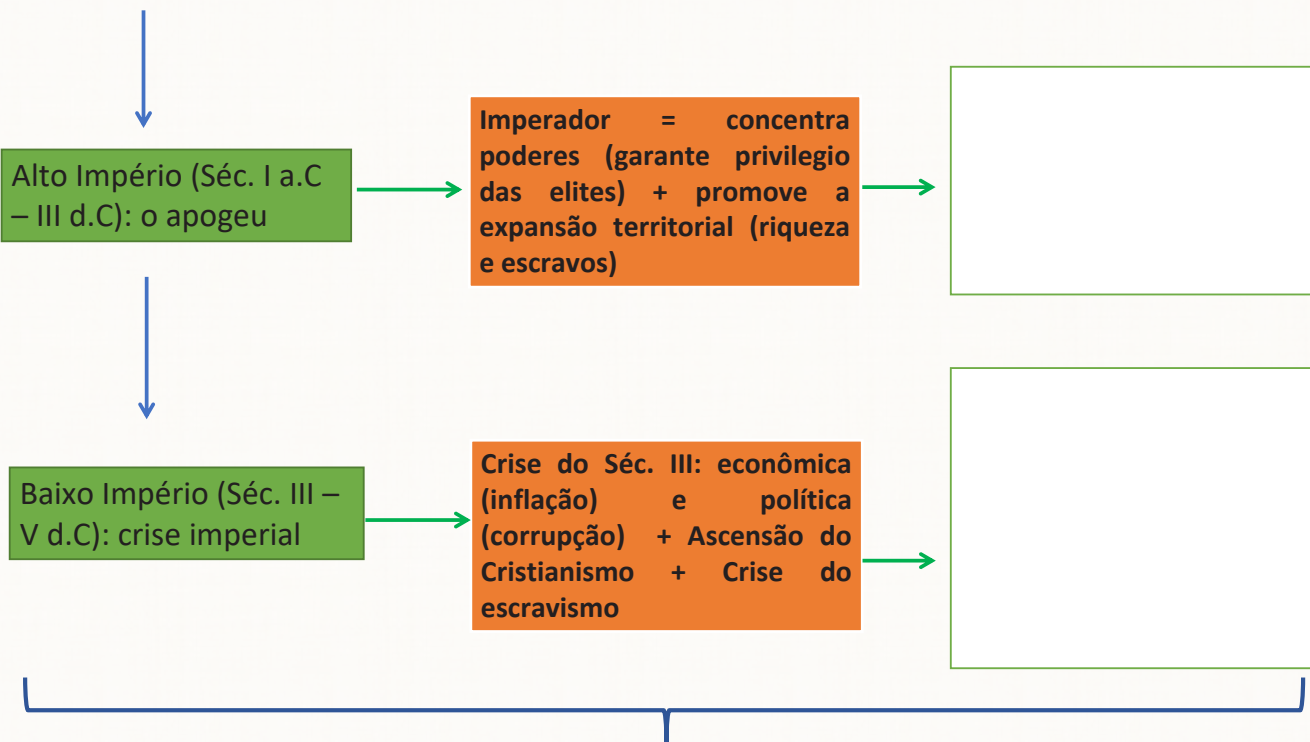 Alto Império (Séc. I a.C
– III d.C): o apogeu
Imperador = concentra
poderes (garante privilegio
das elites) + promove a
expansão territorial (riqueza
e escravos)
Baixo Império (Séc. III –
V d.C): crise imperial
Crise do Séc. III: econômica
(inflação) e política
(corrupção) + Ascensão do
Cristianismo + Crise do
escravismo